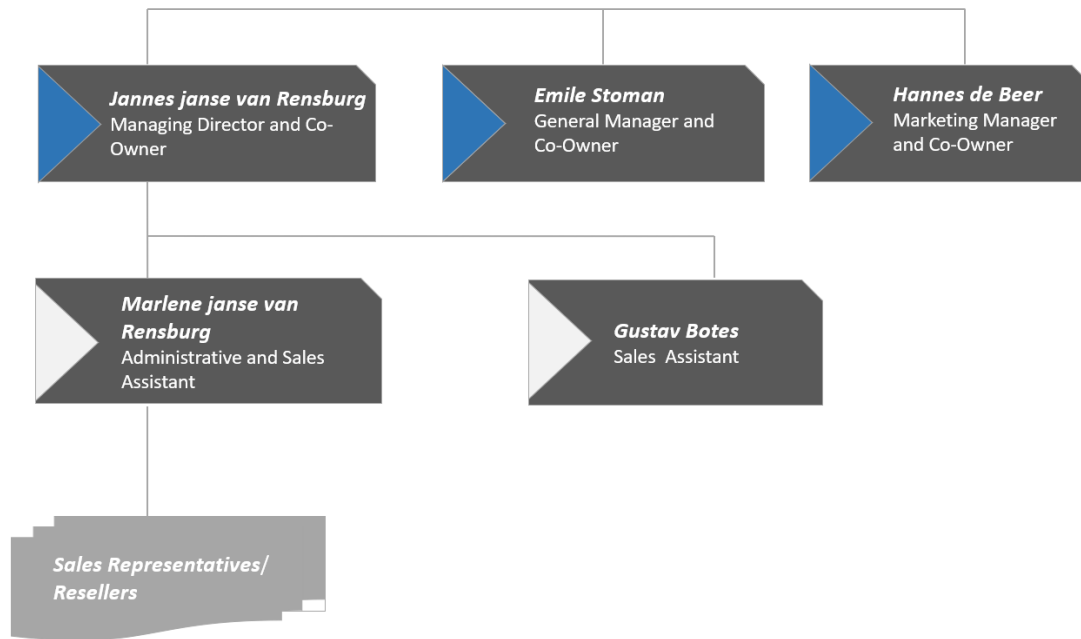 Jannes janse van Rensburg
Managing Director and Co-
Owner
Emile Stoman
General Manager and
Co-Owner
Hannes de Beer
Marketing Manager
and Co-Owner
Marlene janse van
Rensburg
Administrative and Sales
Assistant
Gustav Botes
Sales  Assistant
Sales Representatives/
Resellers